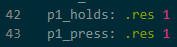 42 p1_holds: .res 1
43 p1_press: .res 1